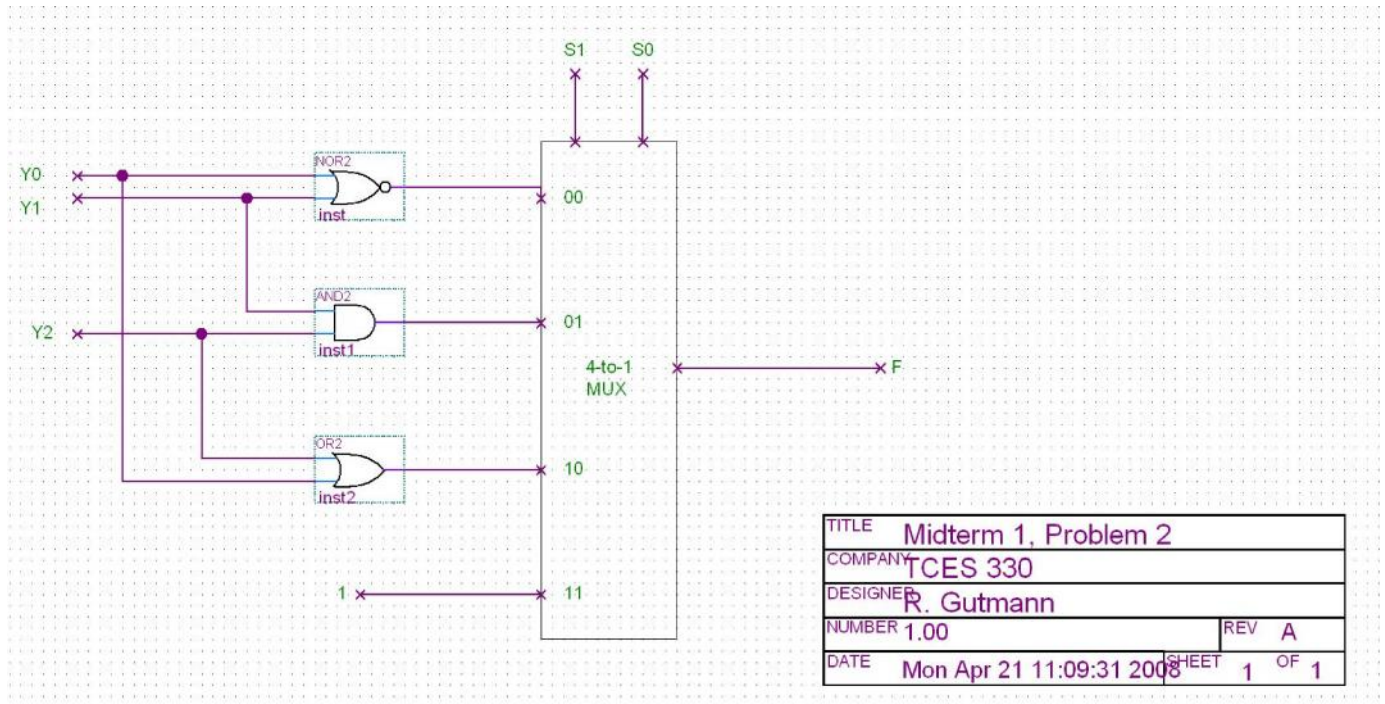 S1 S0
NOR2
Y0
Y1
00
inst
AND2
Y2
01
inst1
4-to-1
MUX
F
OR2
10
inst2
1
11
TITLE Midterm 1, Problem 2
COMPANY TCES 330
DESIGNER R. Gutmann
NUMBER 1.00 REV A
DATE Mon Apr 21 11:09:31 2008 SHEET 1 OF 1